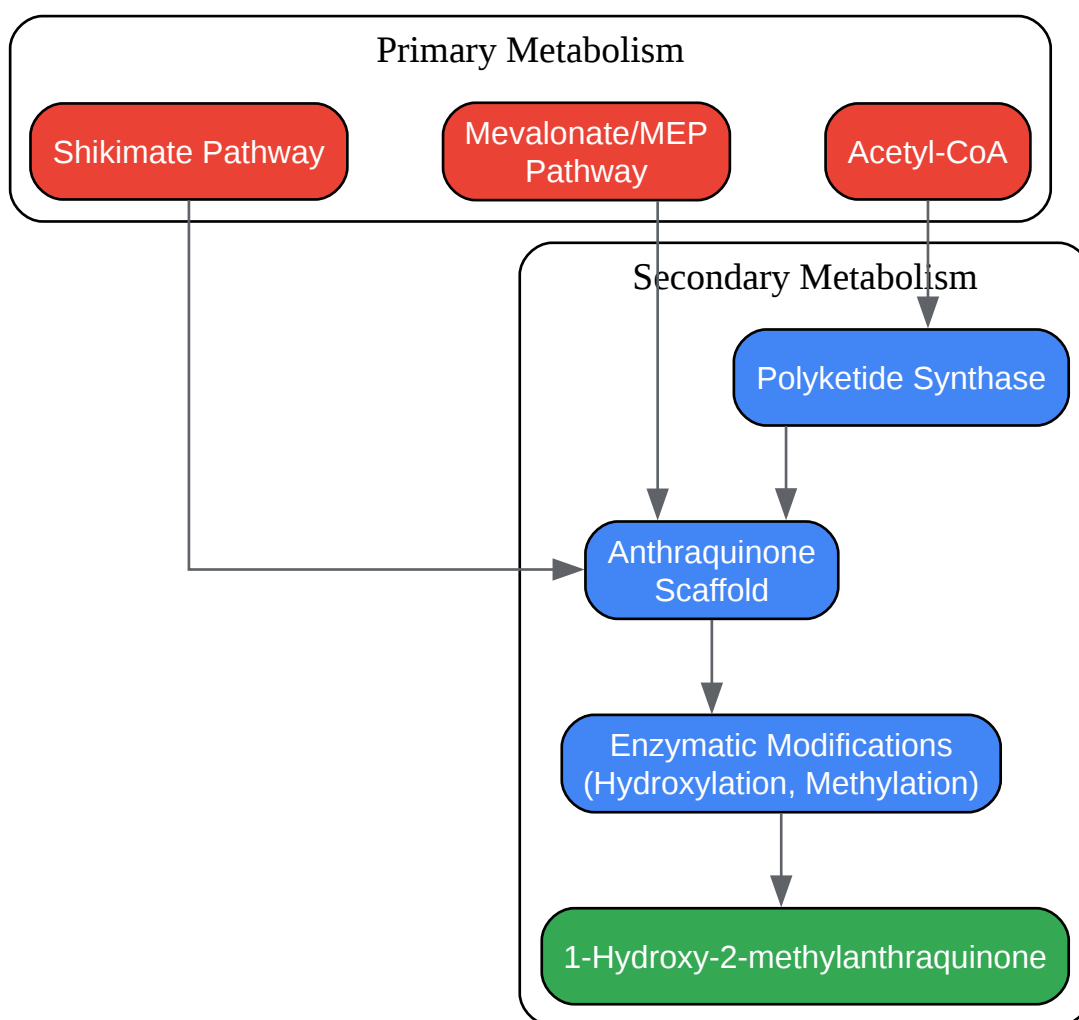 Primary Metabolism
Shikimate Pathway
Mevalonate/MEP
Pathway
Acetyl-CoA
Secondary Metabolism
Polyketide Synthase
Anthraquinone
Scaffold
Enzymatic Modifications
(Hydroxylation, Methylation)
1-Hydroxy-2-methylanthraquinone